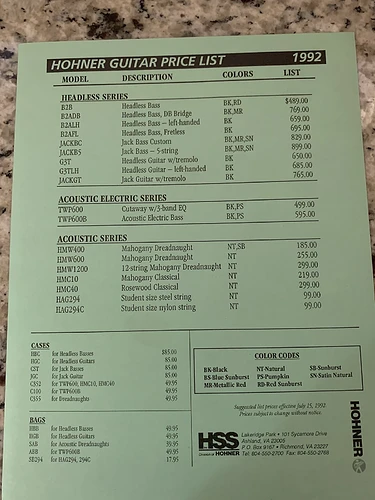 HOHNER GUITAR PRICE LIST 1992
MODEL DESCRIPTION COLORS LIST
HEADLESS SERIES
B2B Headless Bass BK,RD $489.00
B2ADB Headless Bass, DB Bridge BK,MR 769.00
B2ALH Headless Bass — left-handed BK 659.00
B2AFL Headless Bass, Fretless BK 695.00
JACKBC Jack Bass Custom BK,MR,SN 829.00
JACKB5 Jack Bass — 5-string BK,MR,SN 899.00
G3T Headless Guitar w/tremolo BK 650.00
G3TLH Headless Guitar — left-handed BK 685.00
JACKGT Jack Guitar w/tremolo BK 765.00
ACOUSTIC ELECTRIC SERIES
TWP600 Cutaway w/3-band EQ BK,PS 499.00
TWP600B Acoustic Electric Bass BK,PS 595.00
ACOUSTIC SERIES
HMW400 Mahogany Dreadnaught NT,SB 185.00
HMW600 Mahogany Dreadnaught NT 255.00
HMW1200 12-string Mahogany Dreadnaught NT 299.00
HMC10 Mahogany Classical NT 219.00
HMC40 Rosewood Classical NT 299.00
HAG294 Student size steel string NT 99.00
HAG294C Student size nylon string NT 99.00
CASES
HBC for Headless Basses $85.00
HGC for Headless Guitars 85.00
CST for Jack Basses 85.00
JGC for Jack Guitar 85.00
CS52 for TWP600, HMC10, HMC40 49.95
C100 for TWP600B 49.95
CS55 for Dreadnaughts 49.95
BAGS
HBB for Headless Basses 49.95
HGB for Headless Guitars 49.95
SAB for Acoustic Dreadnaughts 39.95
ABB for TWP600B 49.95
SB294 for HAG294, 294C 17.95
COLOR CODES
BK-Black NT-Natural SB-Sunburst
BS-Blue Sunburst PS-Pumpkin SN-Satin Natural
MR-Metallic Red RD-Red Sunburst
Suggested list prices effective July 15, 1992.
Prices subject to change without notice.
HSS
HOHNER
Lakeridge Park • 101 Sycamore Drive
Ashland, VA 23005
P.O. Box 9167 • Richmond, VA 23227
Tel: 804-550-2700 Fax: 804-550-2768
HOHNER